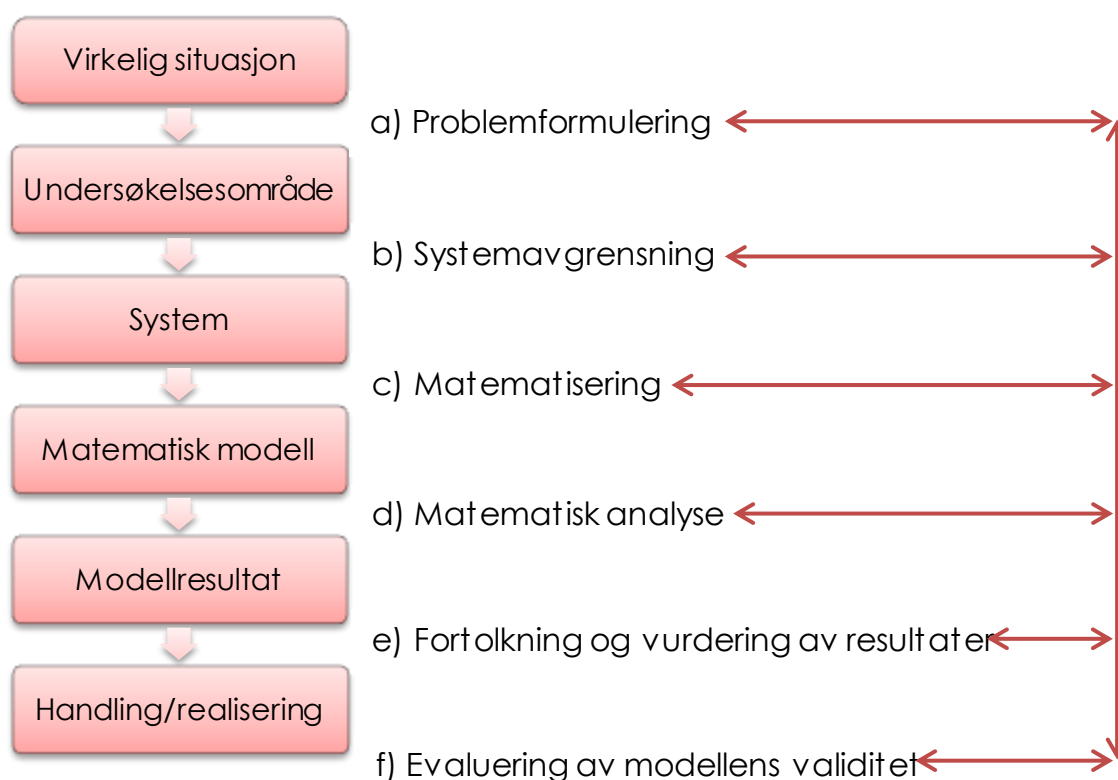 Virkelig situasjon
a) Problemformulering
Undersøkelsesområde
b) Systemavgrensning
System
c) Matematisering
Matematisk modell
d) Matematisk analyse
Modellresultat
e) Fortolkning og vurdering av resultater
Handling/realisering
f) Evaluering av modellens validitet